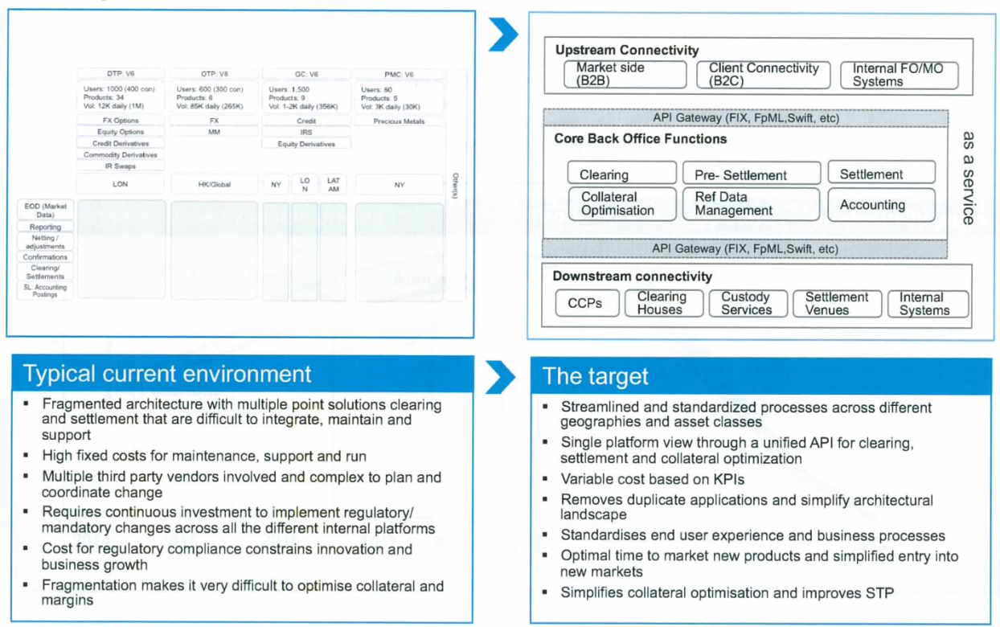 DTP: V6
OTP: V8
GC: V6
PMC: V6
Users: 1000 (400 con)
Products: 34
Vol: 12K daily (1M)
Users: 600 (300 con)
Products: 6
Vol: 85K daily (265K)
Users: 1,500
Products: 9
Vol: 1-2K daily (356K)
Users: 80
Products: 5
Vol: 3K daily (30K)
FX Options
FX
Credit
Precious Metals
Equity Options
MM
IRS
Credit Derivatives
Equity Derivatives
Commodity Derivatives
IR Swaps
LON
HK/Global
NY
LO
N
LAT
AM
NY
Other(s)
EOD (Market
Data)
Reporting
Netting /
adjustments
Confirmations
Clearing/
Settlements
SL: Accounting
Postings
Upstream Connectivity
Market side
(B2B)
Client Connectivity
(B2C)
Internal FO/MO
Systems
API Gateway (FIX, FpML,Swift, etc)
Core Back Office Functions
Clearing
Pre- Settlement
Settlement
Collateral
Optimisation
Ref Data
Management
Accounting
as a service
API Gateway (FIX, FpML,Swift, etc)
Downstream connectivity
CCPs
Clearing
Houses
Custody
Services
Settlement
Venues
Internal
Systems
Typical current environment
▪ Fragmented architecture with multiple point solutions clearing
and settlement that are difficult to integrate, maintain and
support
▪ High fixed costs for maintenance, support and run
▪ Multiple third party vendors involved and complex to plan and
coordinate change
▪ Requires continuous investment to implement regulatory/
mandatory changes across all the different internal platforms
▪ Cost for regulatory compliance constrains innovation and
business growth
▪ Fragmentation makes it very difficult to optimise collateral and
margins
The target
▪ Streamlined and standardized processes across different
geographies and asset classes
▪ Single platform view through a unified API for clearing,
settlement and collateral optimization
▪ Variable cost based on KPIs
▪ Removes duplicate applications and simplify architectural
landscape
▪ Standardises end user experience and business processes
▪ Optimal time to market new products and simplified entry into
new markets
▪ Simplifies collateral optimisation and improves STP